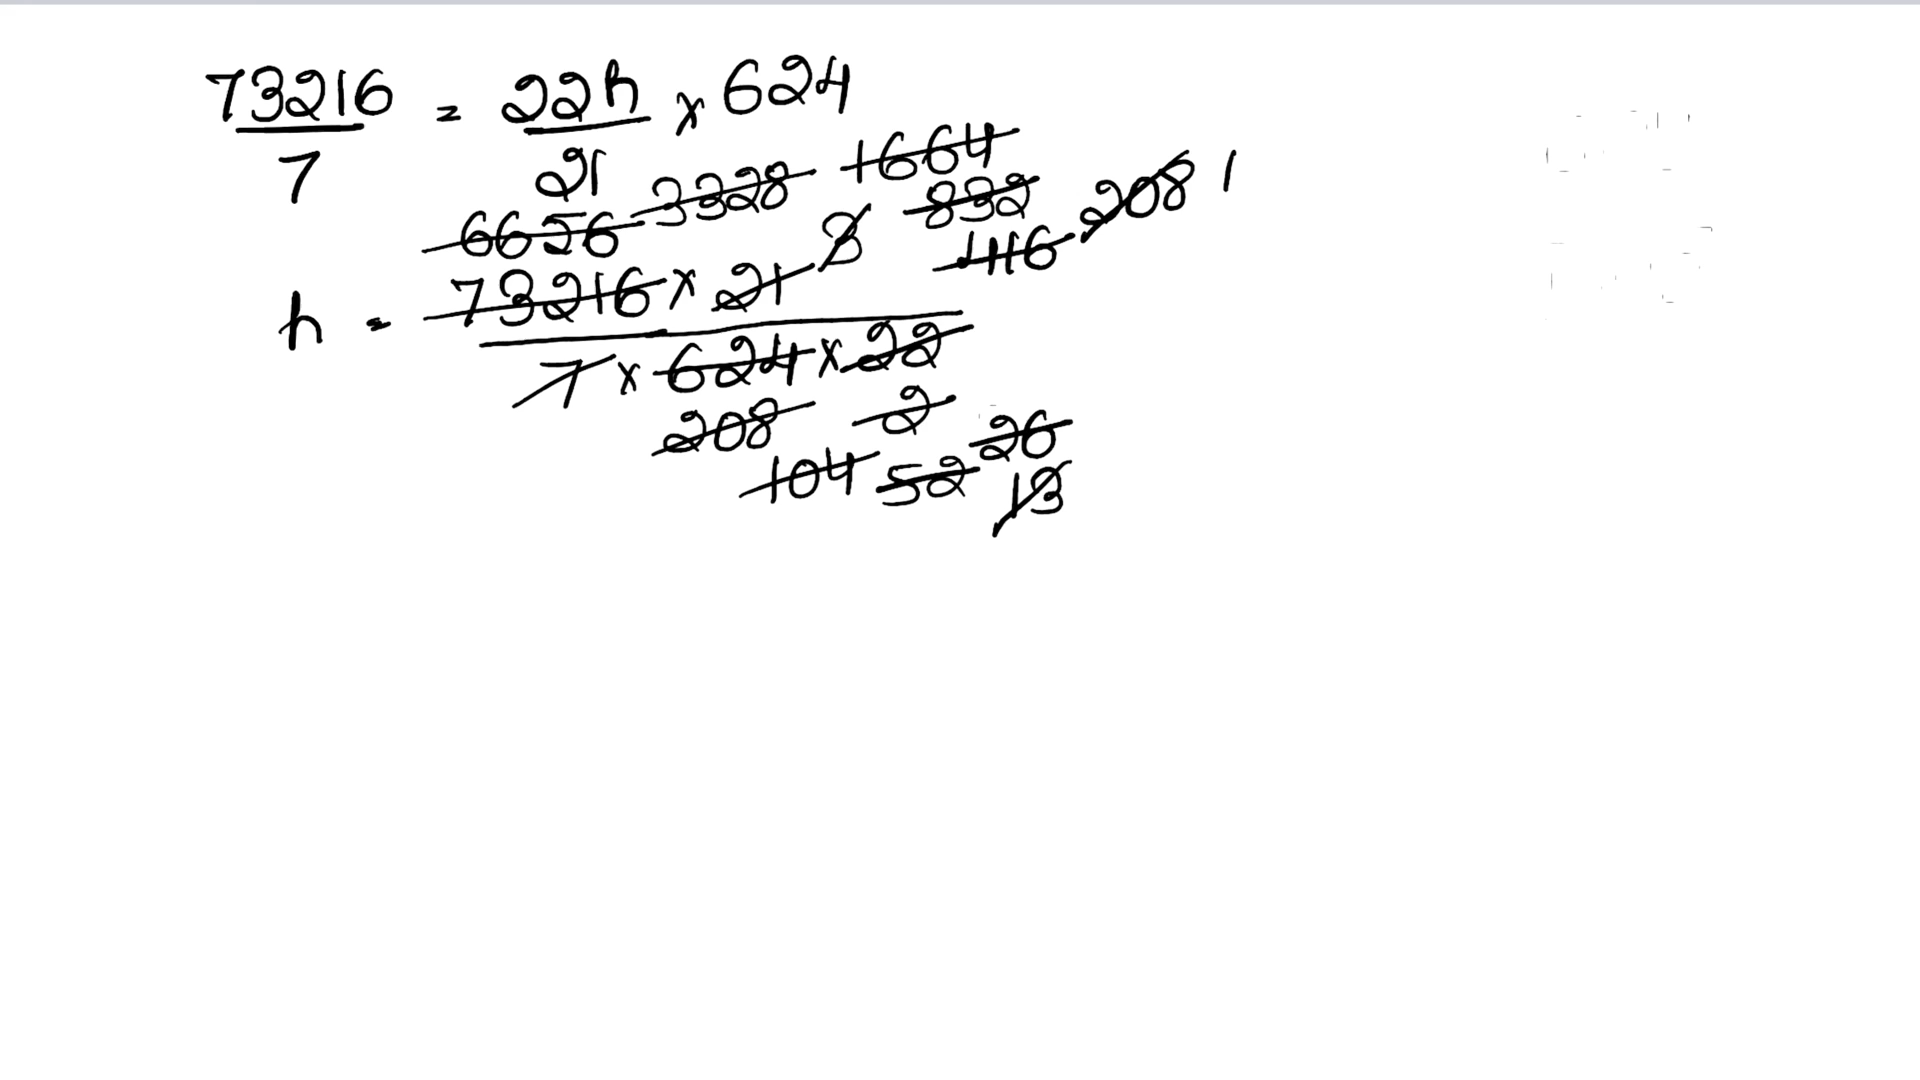 73216 = 22h × 624
7 21
6656 3328 1664
3 832 208 1
416
h = 73216 × 21
7 × 624 × 22
208 2 26
104 52 13